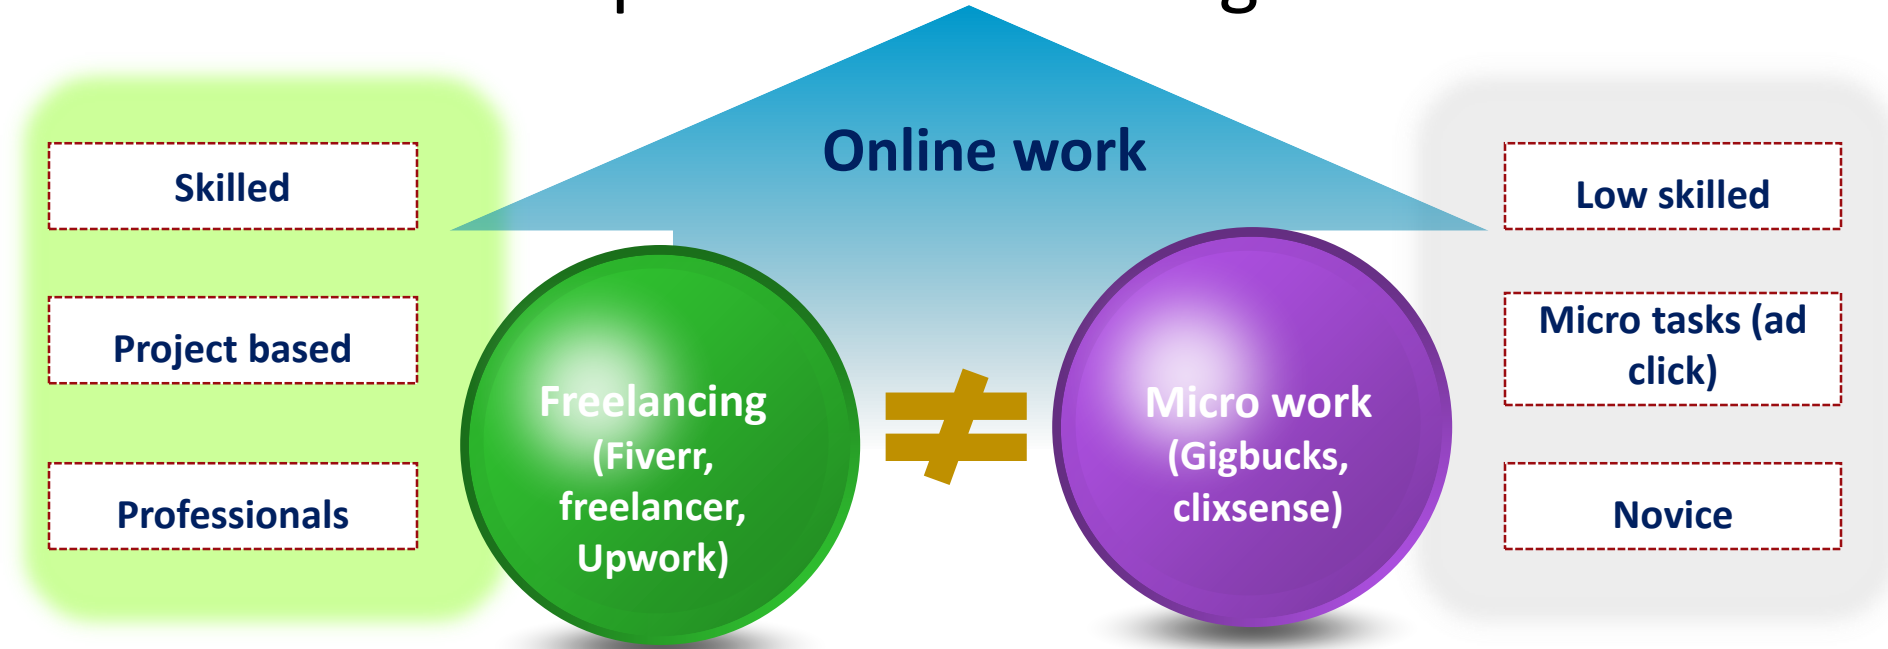 Online work
Skilled
Project based
Professionals
Freelancing
(Fiverr,
freelancer,
Upwork)
≠
Micro work
(Gigbucks,
clixsense)
Low skilled
Micro tasks (ad
click)
Novice